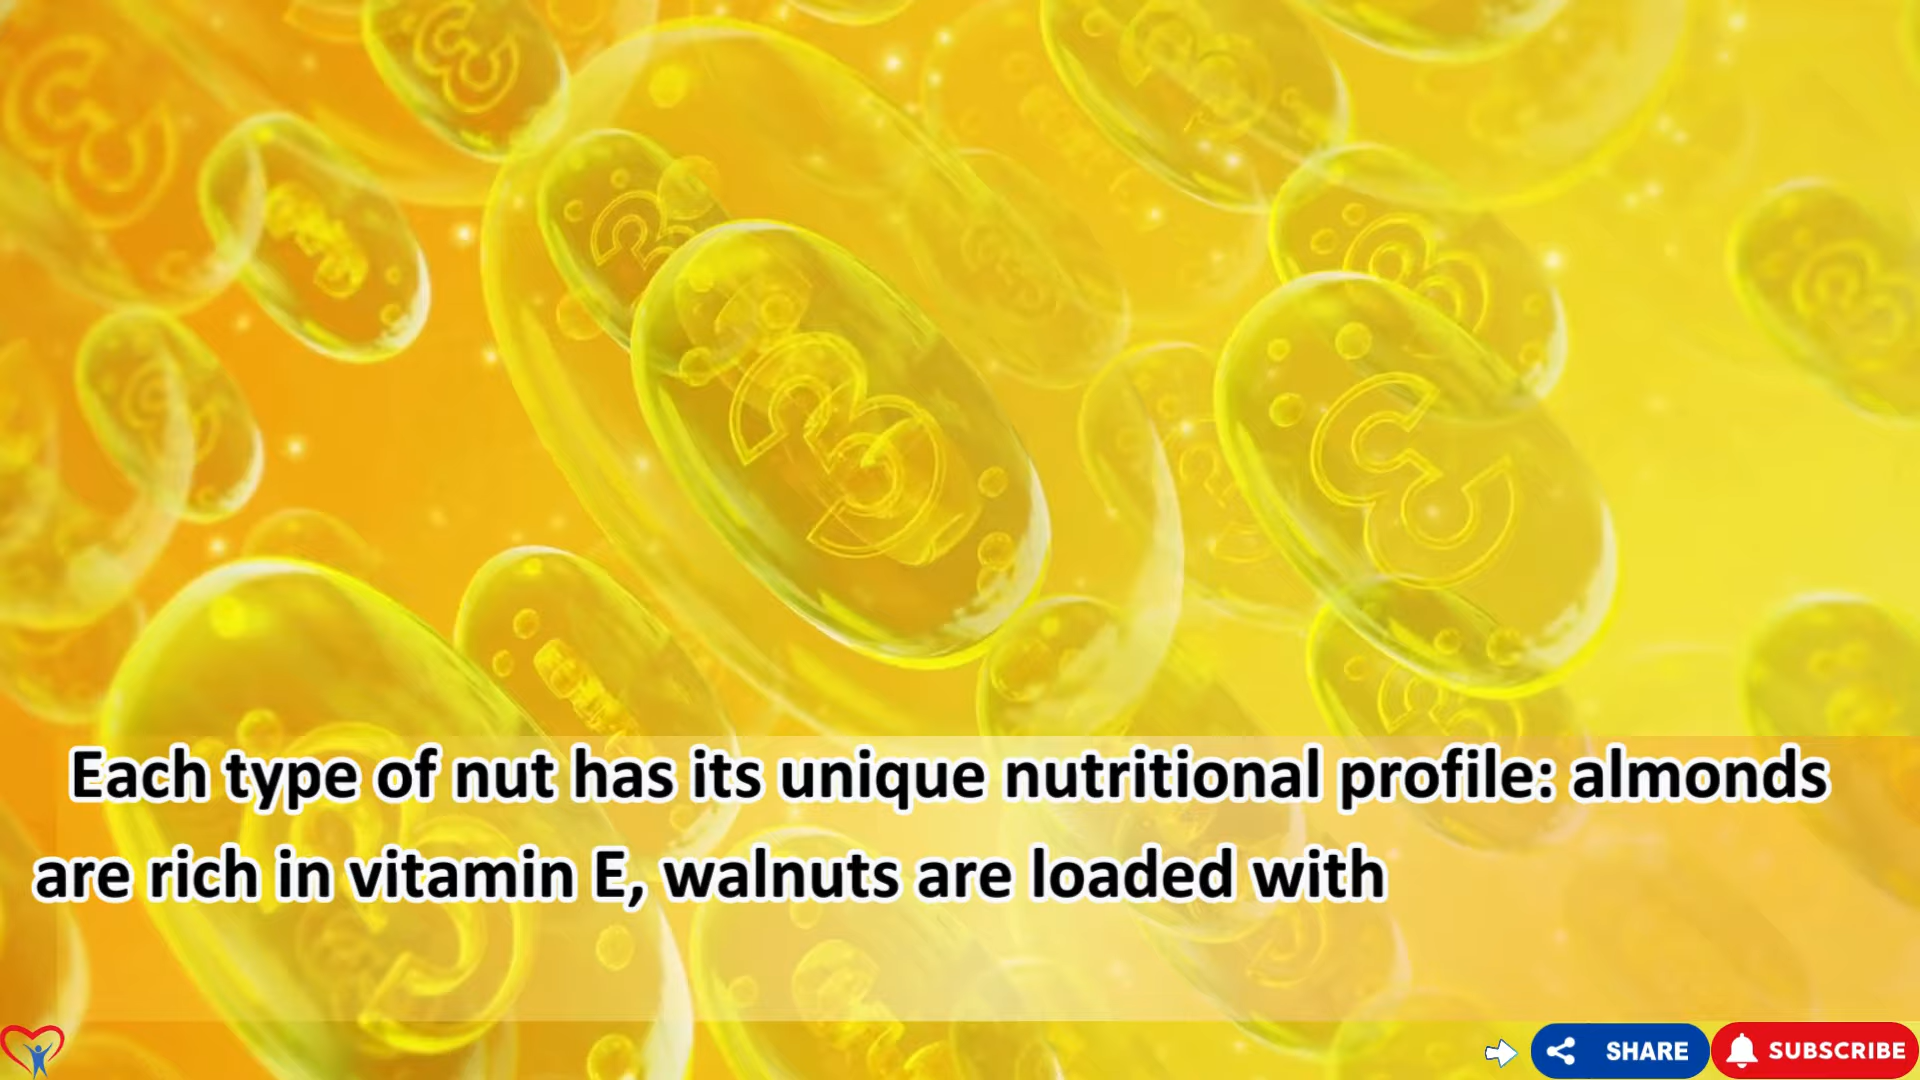 Each type of nut has its unique nutritional profile: almonds
are rich in vitamin E, walnuts are loaded with
SHARE
SUBSCRIBE